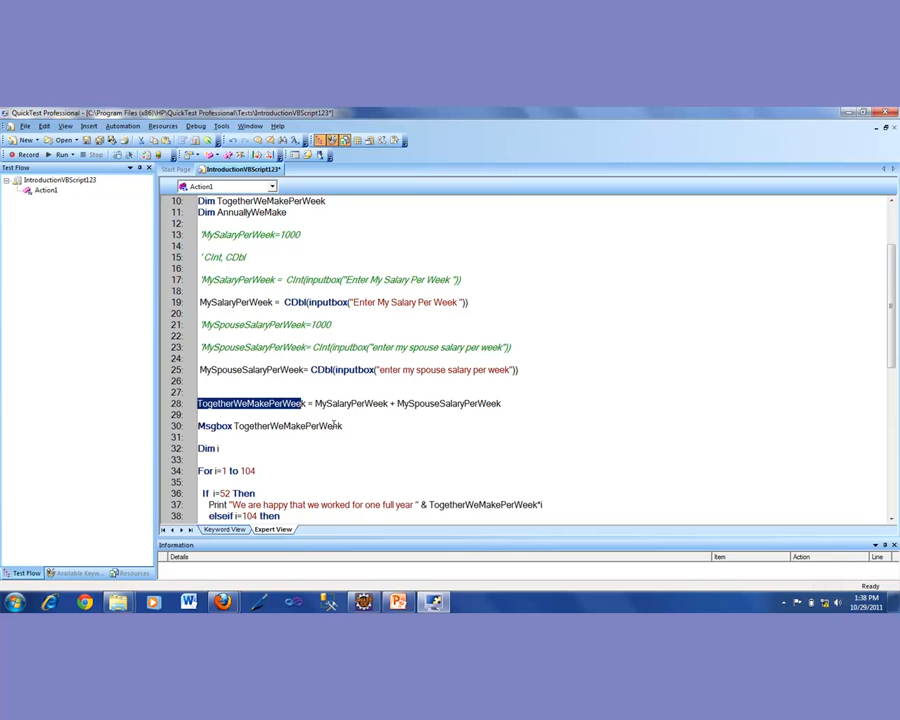 QuickTest Professional - [C:\Program Files (x86)\HP\QuickTest Professional\Tests\IntroductionVBScript123*]
File Edit View Insert Automation Resources Debug Tools Window Help
New Open
Record Run Stop
Test Flow
Start Page IntroductionVBScript123*
IntroductionVBScript123
Action1
Action1
10: Dim TogetherWeMakePerWeek
11: Dim AnnuallyWeMake
12:
13: 'MySalaryPerWeek=1000
14:
15: ' CInt, CDbl
16:
17: 'MySalaryPerWeek = CInt(inputbox("Enter My Salary Per Week "))
18:
19: MySalaryPerWeek = CDbl(inputbox("Enter My Salary Per Week "))
20:
21: 'MySpouseSalaryPerWeek=1000
22:
23: 'MySpouseSalaryPerWeek= CInt(inputbox("enter my spouse salary per week"))
24:
25: MySpouseSalaryPerWeek= CDbl(inputbox("enter my spouse salary per week"))
26:
27:
28: TogetherWeMakePerWeek = MySalaryPerWeek + MySpouseSalaryPerWeek
29:
30: Msgbox TogetherWeMakePerWeek
31:
32: Dim i
33:
34: For i=1 to 104
35:
36: If i=52 Then
37: Print "We are happy that we worked for one full year " & TogetherWeMakePerWeek*i
38: elseif i=104 then
Keyword View Expert View
Information
Details Item Action Line
Test Flow Available Keyw... Resources
Ready
1:38 PM
10/29/2011